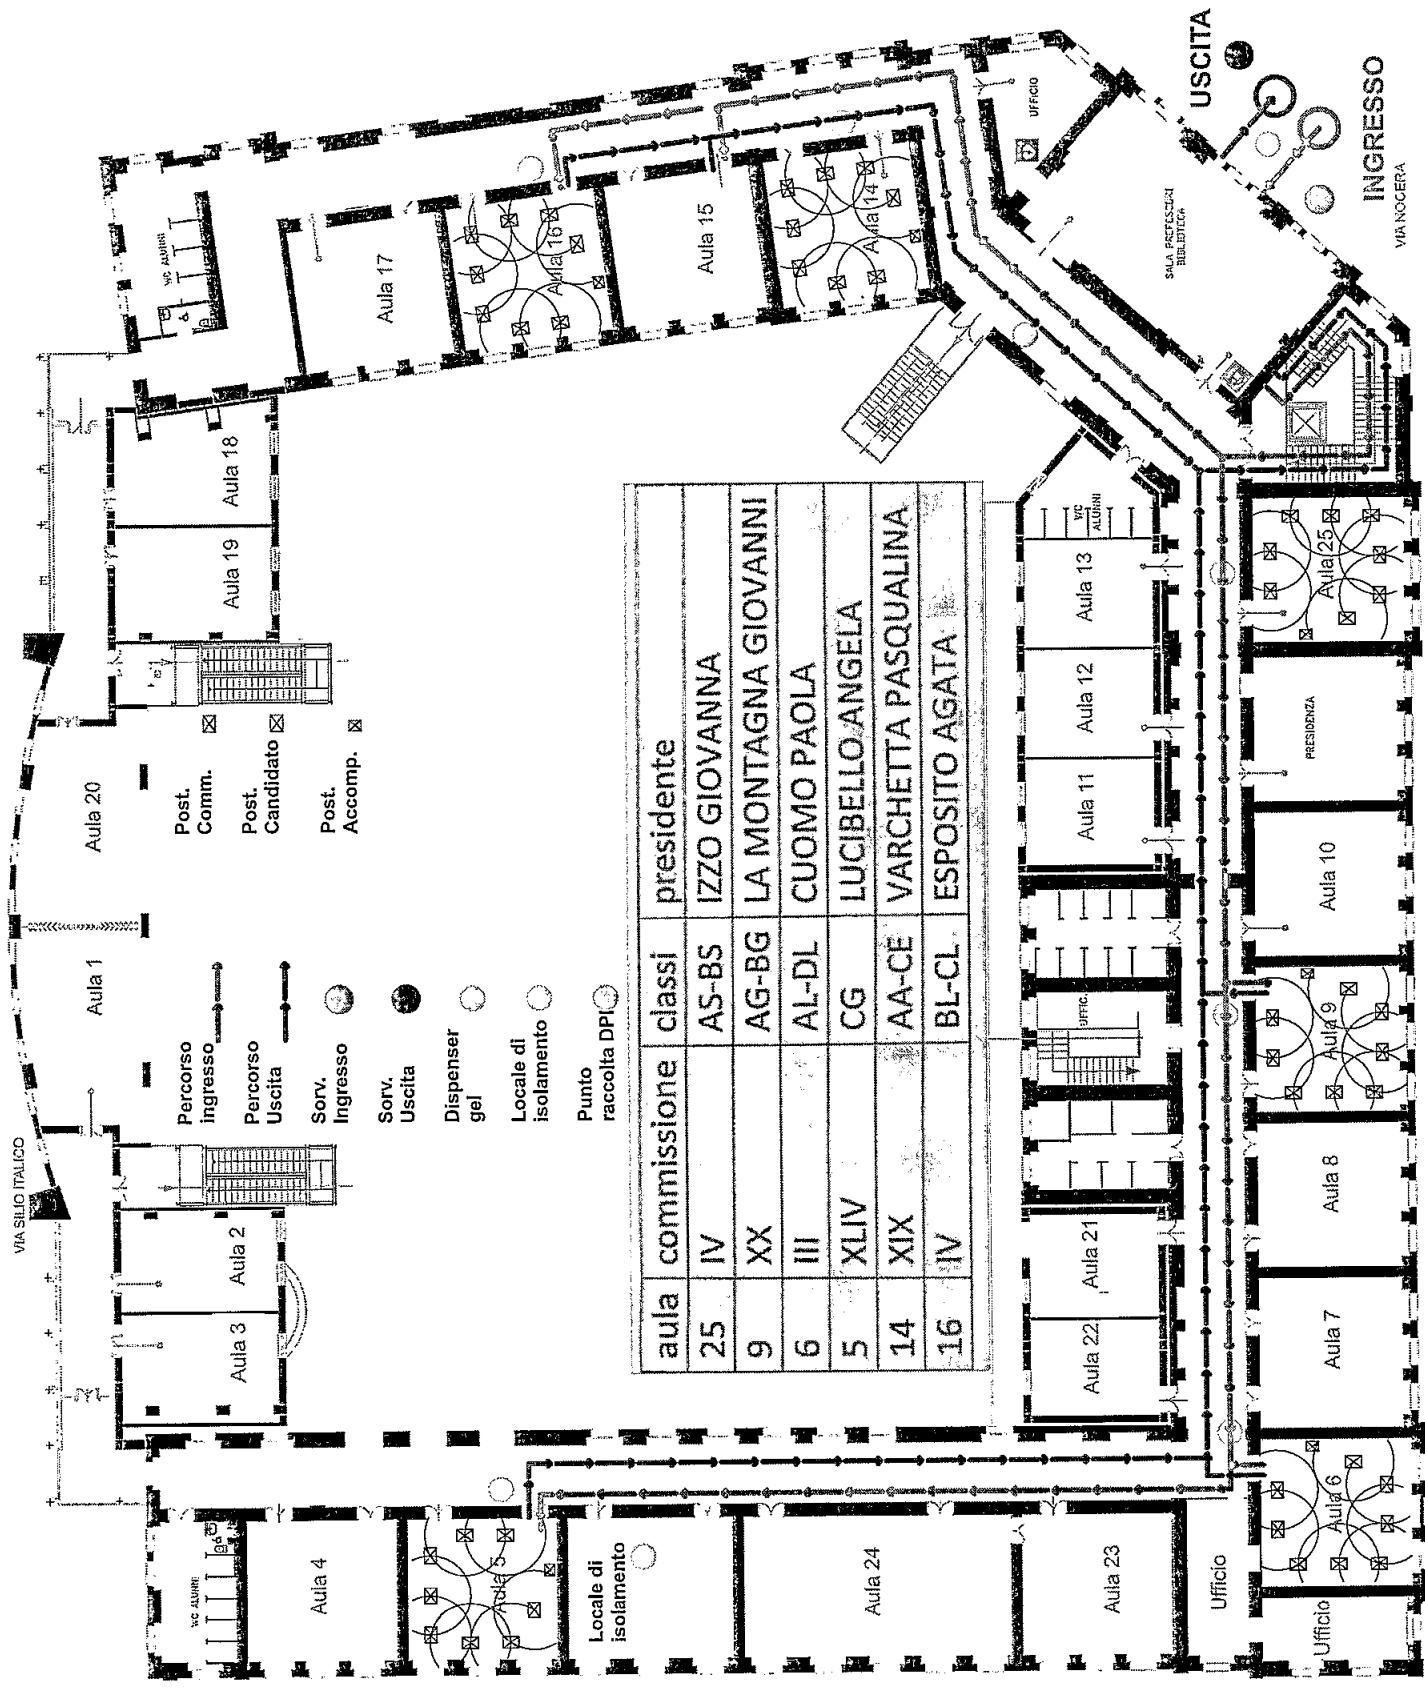 VIA SILIO ITALICO
Aula 3
Aula 2
Aula 1
Aula 20
Aula 19
Aula 18
WC ALUNNI
Aula 17
Aula 16
Aula 15
Aula 14
UFFICIO
USCITA
INGRESSO
VIA NOCERA
SALA PROFESSORI
BIBLIOTECA
Percorso
ingresso
Percorso
Uscita
Sorv.
Ingresso
Sorv.
Uscita
Dispenser
gel
Locale di
isolamento
Punto
raccolta DPI
Post.
Comm.
Post.
Candidato
Post.
Accomp.
aula commissione classi presidente
25 IV AS-BS IZZO GIOVANNA
9 XX AG-BG LA MONTAGNA GIOVANNI
6 III AL-DL CUOMO PAOLA
5 XLIV CG LUCIBELLO ANGELA
14 XIX AA-CE VARCHETTA PASQUALINA
16 IV BL-CL ESPOSITO AGATA
WC ALUNNI
Aula 4
Aula 5
Locale di
isolamento
Aula 24
Aula 23
Ufficio
Ufficio
Aula 22
Aula 21
UFFIC.
Aula 11
Aula 12
Aula 13
WC
ALUNNI
Aula 6
Aula 7
Aula 8
Aula 9
Aula 10
PRESIDENZA
Aula 25